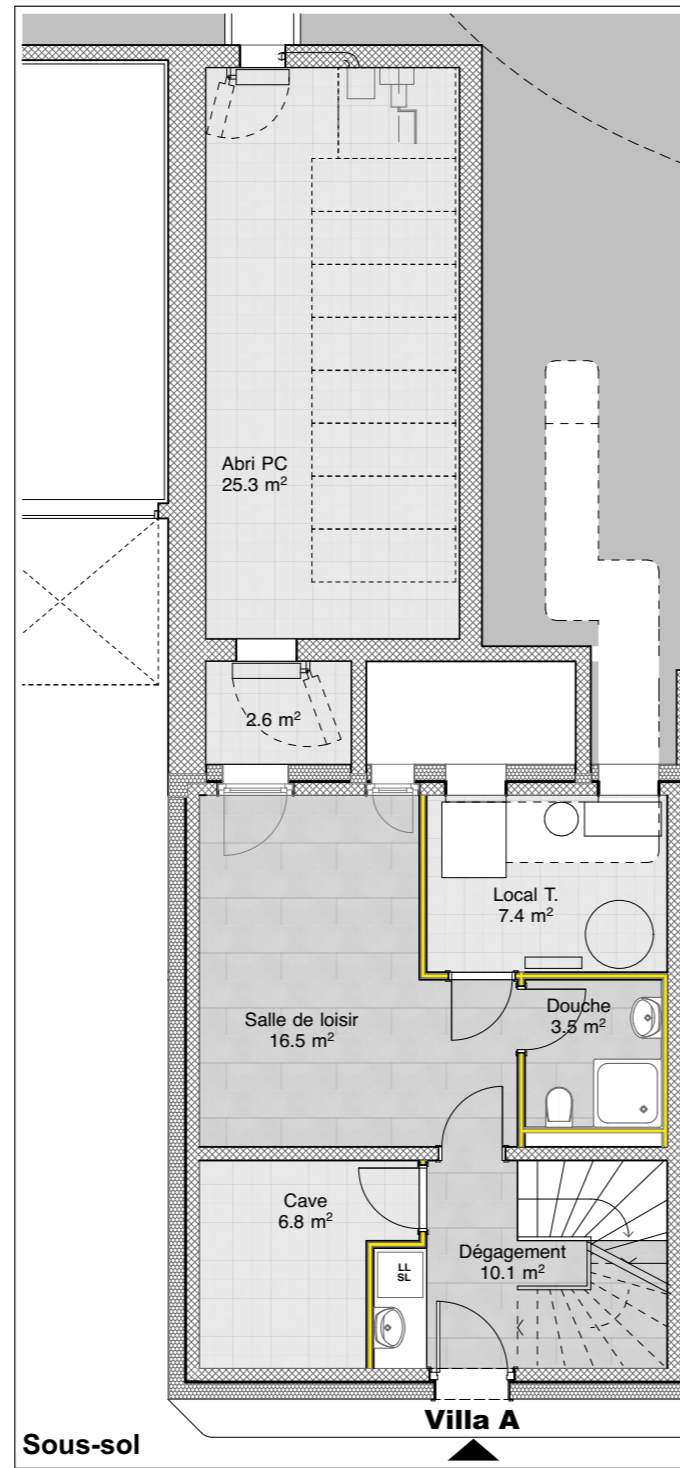 Abri PC
25.3 m²
2.6 m²
Local T.
7.4 m²
Douche
3.5 m²
Salle de loisir
16.5 m²
Cave
6.8 m²
LL
SL
Dégagement
10.1 m²
Villa A
Sous-sol